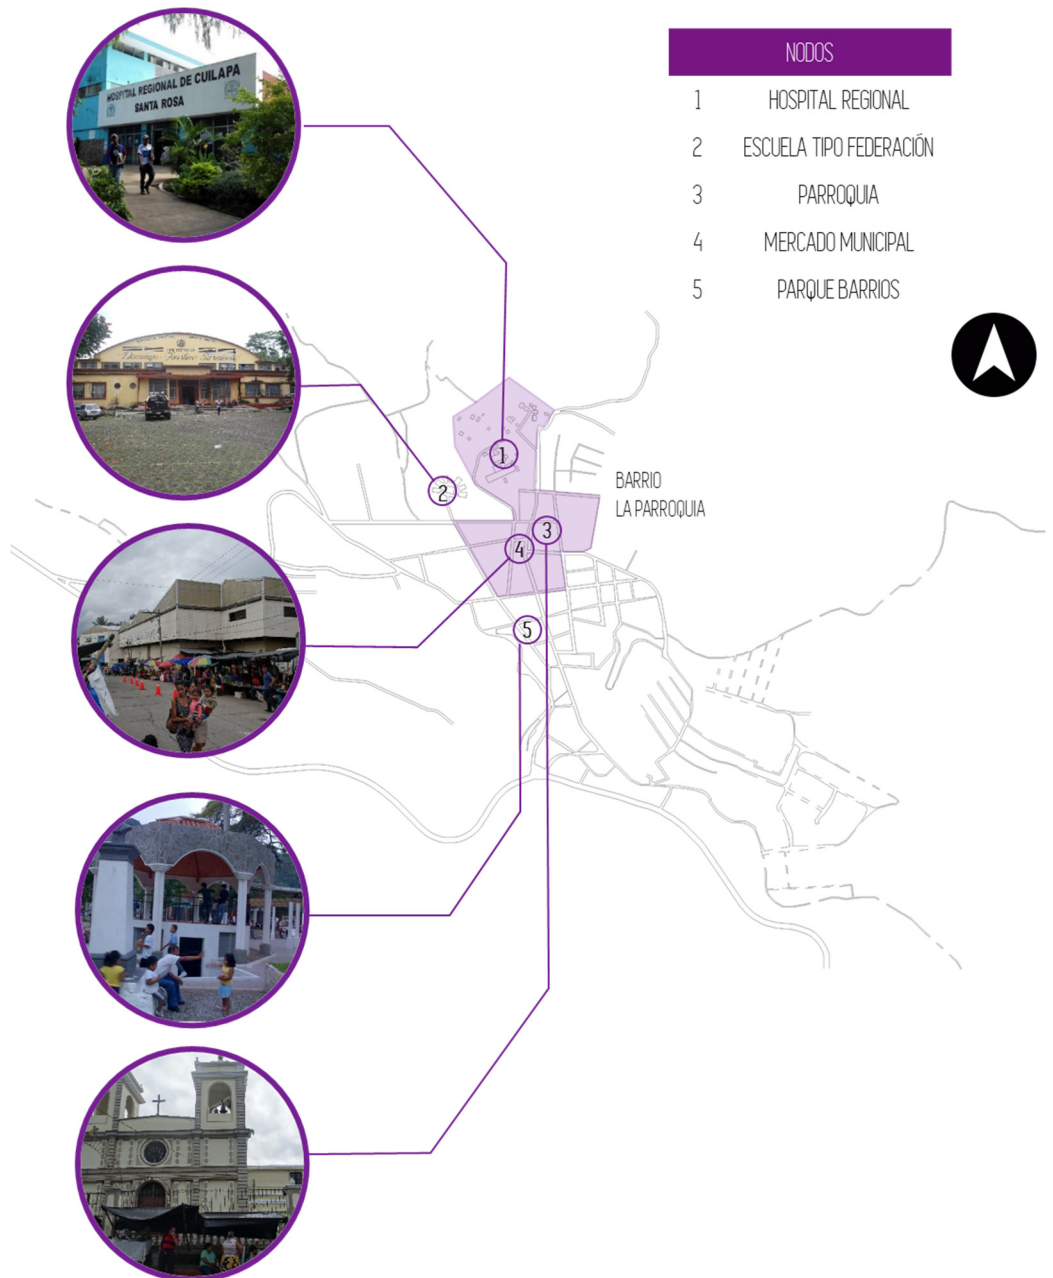 HOSPITAL REGIONAL DE CUILAPA
SANTA ROSA
NODOS
1 HOSPITAL REGIONAL
2 ESCUELA TIPO FEDERACIÓN
3 PARROQUIA
4 MERCADO MUNICIPAL
5 PARQUE BARRIOS
1
2
BARRIO
LA PARROQUIA
3
4
5